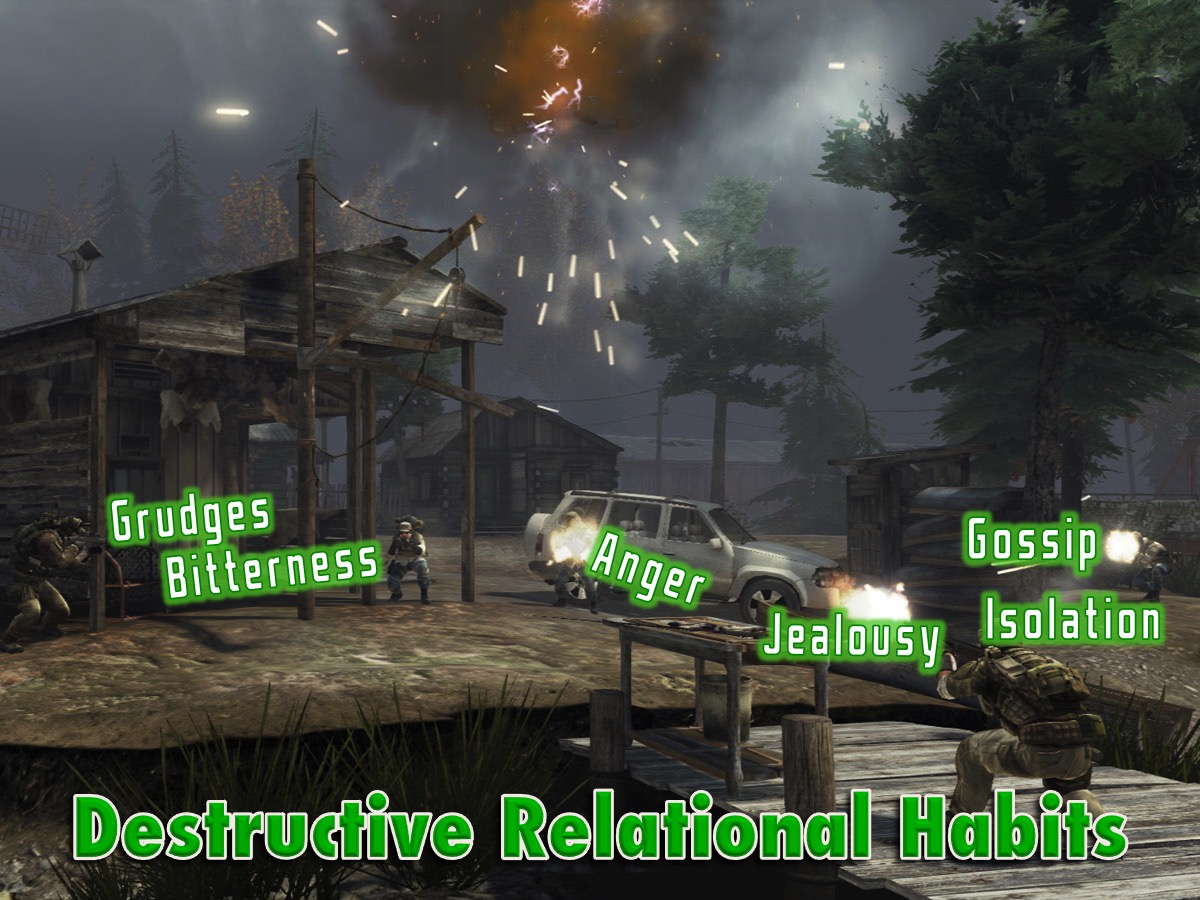 Grudges
Bitterness
Anger
Jealousy
Gossip
Isolation
Destructive Relational Habits